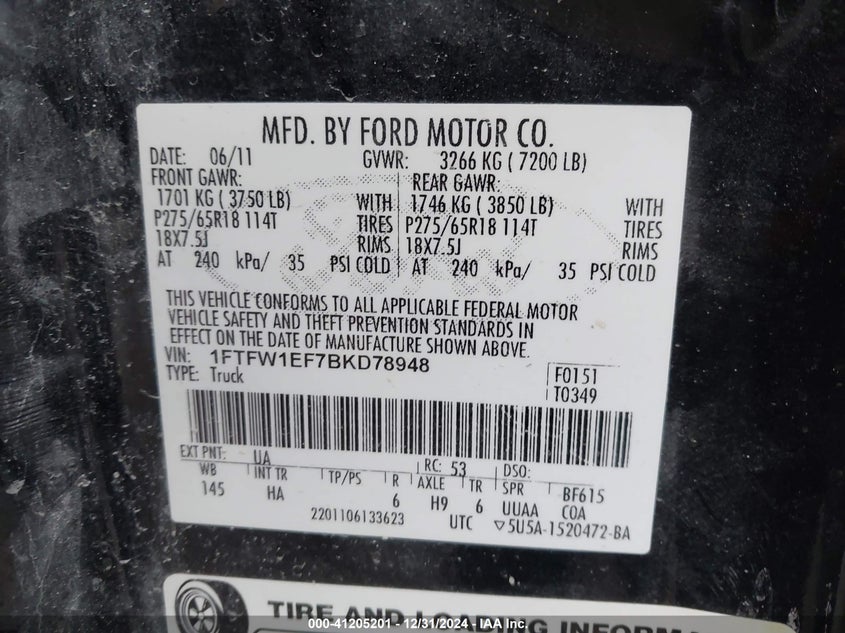 MFD. BY FORD MOTOR CO.
DATE: 06/11 GVWR: 3266 KG ( 7200 LB)
FRONT GAWR: REAR GAWR:
1701 KG ( 3750 LB) WITH 1746 KG ( 3850 LB) WITH
P275/65R18 114T TIRES P275/65R18 114T TIRES
18X7.5J RIMS 18X7.5J RIMS
AT 240 kPa/ 35 PSI COLD AT 240 kPa/ 35 PSI COLD
THIS VEHICLE CONFORMS TO ALL APPLICABLE FEDERAL MOTOR
VEHICLE SAFETY AND THEFT PREVENTION STANDARDS IN
EFFECT ON THE DATE OF MANUFACTURE SHOWN ABOVE.
VIN: 1FTFW1EF7BKD78948
TYPE: Truck
F0151
T0349
EXT PNT: UA RC: 53 DSO:
WB INT TR TP/PS R AXLE TR SPR BF615
145 HA 6 H9 6 UUAA COA
2201106133623 UTC ▽5U5A-1520472-BA
TIRE AND LOADING INFORMA
000-41205201 - 12/31/2024 - IAA Inc.